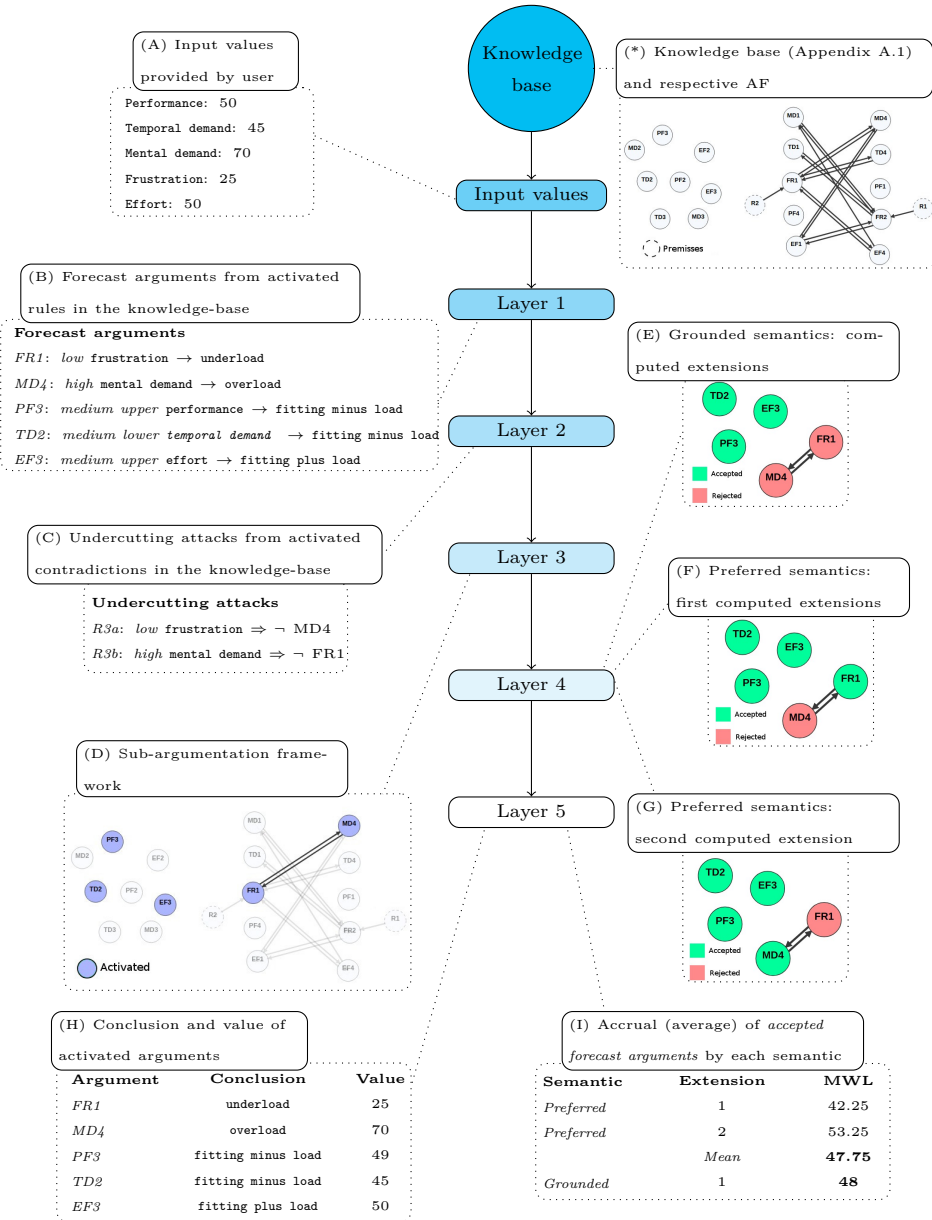 Knowledge
base
(A) Input values
provided by user
Performance: 50
Temporal demand: 45
Mental demand: 70
Frustration: 25
Effort: 50
(*) Knowledge base (Appendix A.1)
and respective AF
MD2
PF3
EF2
TD2
PF2
EF3
TD3
MD3
Premisses
MD1
MD4
TD1
TD4
FR1
PF1
R2
PF4
FR2
R1
EF1
EF4
Input values
(B) Forecast arguments from activated
rules in the knowledge-base
Forecast arguments
FR1: low frustration → underload
MD4: high mental demand → overload
PF3: medium upper performance → fitting minus load
TD2: medium lower temporal demand → fitting minus load
EF3: medium upper effort → fitting plus load
Layer 1
Layer 2
(C) Undercutting attacks from activated
contradictions in the knowledge-base
Undercutting attacks
R3a: low frustration ⇒ ¬ MD4
R3b: high mental demand ⇒ ¬ FR1
Layer 3
Layer 4
(D) Sub-argumentation frame-
work
PF3
MD2
EF2
TD2
PF2
EF3
TD3
MD3
Activated
MD1
MD4
TD1
TD4
FR1
PF1
R2
PF4
FR2
R1
EF1
EF4
Layer 5
(E) Grounded semantics: com-
puted extensions
TD2
EF3
PF3
FR1
MD4
Accepted
Rejected
(F) Preferred semantics:
first computed extensions
TD2
EF3
PF3
FR1
MD4
Accepted
Rejected
(G) Preferred semantics:
second computed extension
TD2
EF3
PF3
FR1
MD4
Accepted
Rejected
(H) Conclusion and value of
activated arguments
Argument Conclusion Value
FR1 underload 25
MD4 overload 70
PF3 fitting minus load 49
TD2 fitting minus load 45
EF3 fitting plus load 50
(I) Accrual (average) of accepted
forecast arguments by each semantic
Semantic Extension MWL
Preferred 1 42.25
Preferred 2 53.25
Mean 47.75
Grounded 1 48